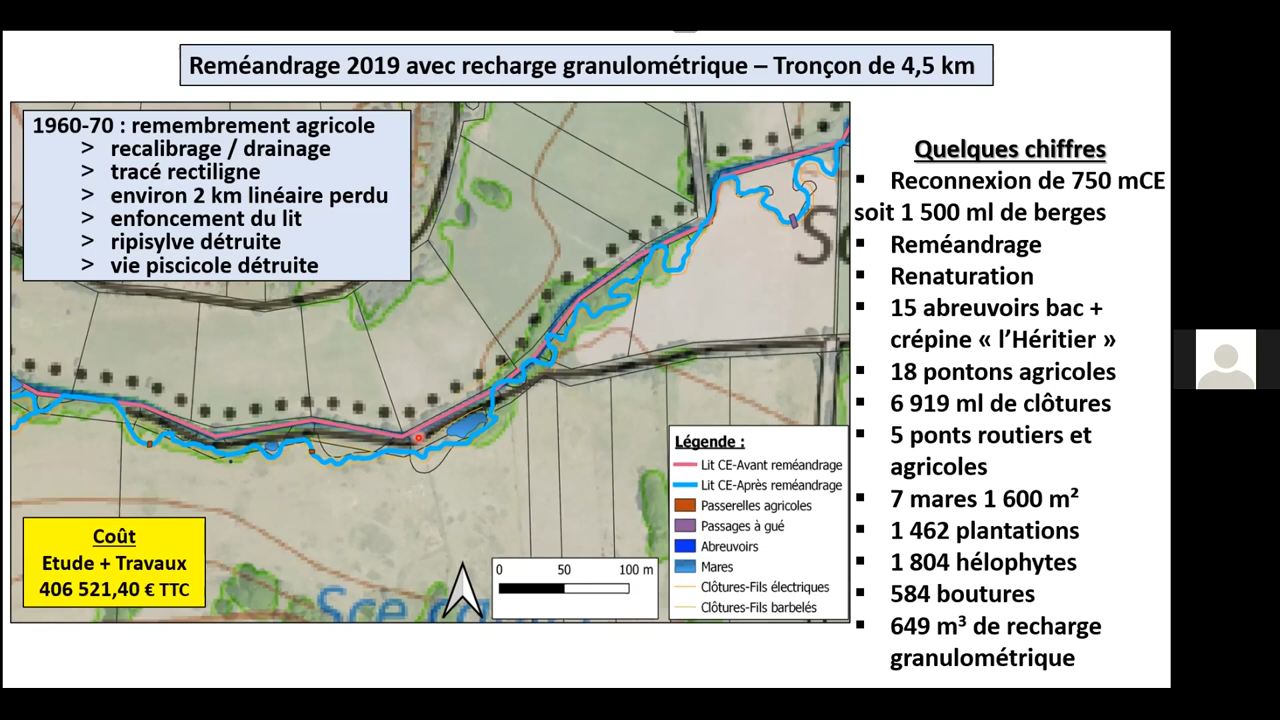 Reméandrage 2019 avec recharge granulométrique – Tronçon de 4,5 km
1960-70 : remembrement agricole
> recalibrage / drainage
> tracé rectiligne
> environ 2 km linéaire perdu
> enfoncement du lit
> ripisylve détruite
> vie piscicole détruite
Quelques chiffres
▪ Reconnexion de 750 mCE
soit 1 500 ml de berges
▪ Reméandrage
▪ Renaturation
▪ 15 abreuvoirs bac +
crépine « l’Héritier »
▪ 18 pontons agricoles
▪ 6 919 ml de clôtures
▪ 5 ponts routiers et
agricoles
▪ 7 mares 1 600 m²
▪ 1 462 plantations
▪ 1 804 hélophytes
▪ 584 boutures
▪ 649 m³ de recharge
granulométrique
Légende :
Lit CE-Avant reméandrage
Lit CE-Après reméandrage
Passerelles agricoles
Passages à gué
Abreuvoirs
Mares
Clôtures-Fils électriques
Clôtures-Fils barbelés
0 50 100 m
Coût
Etude + Travaux
406 521,40 € TTC
Sce